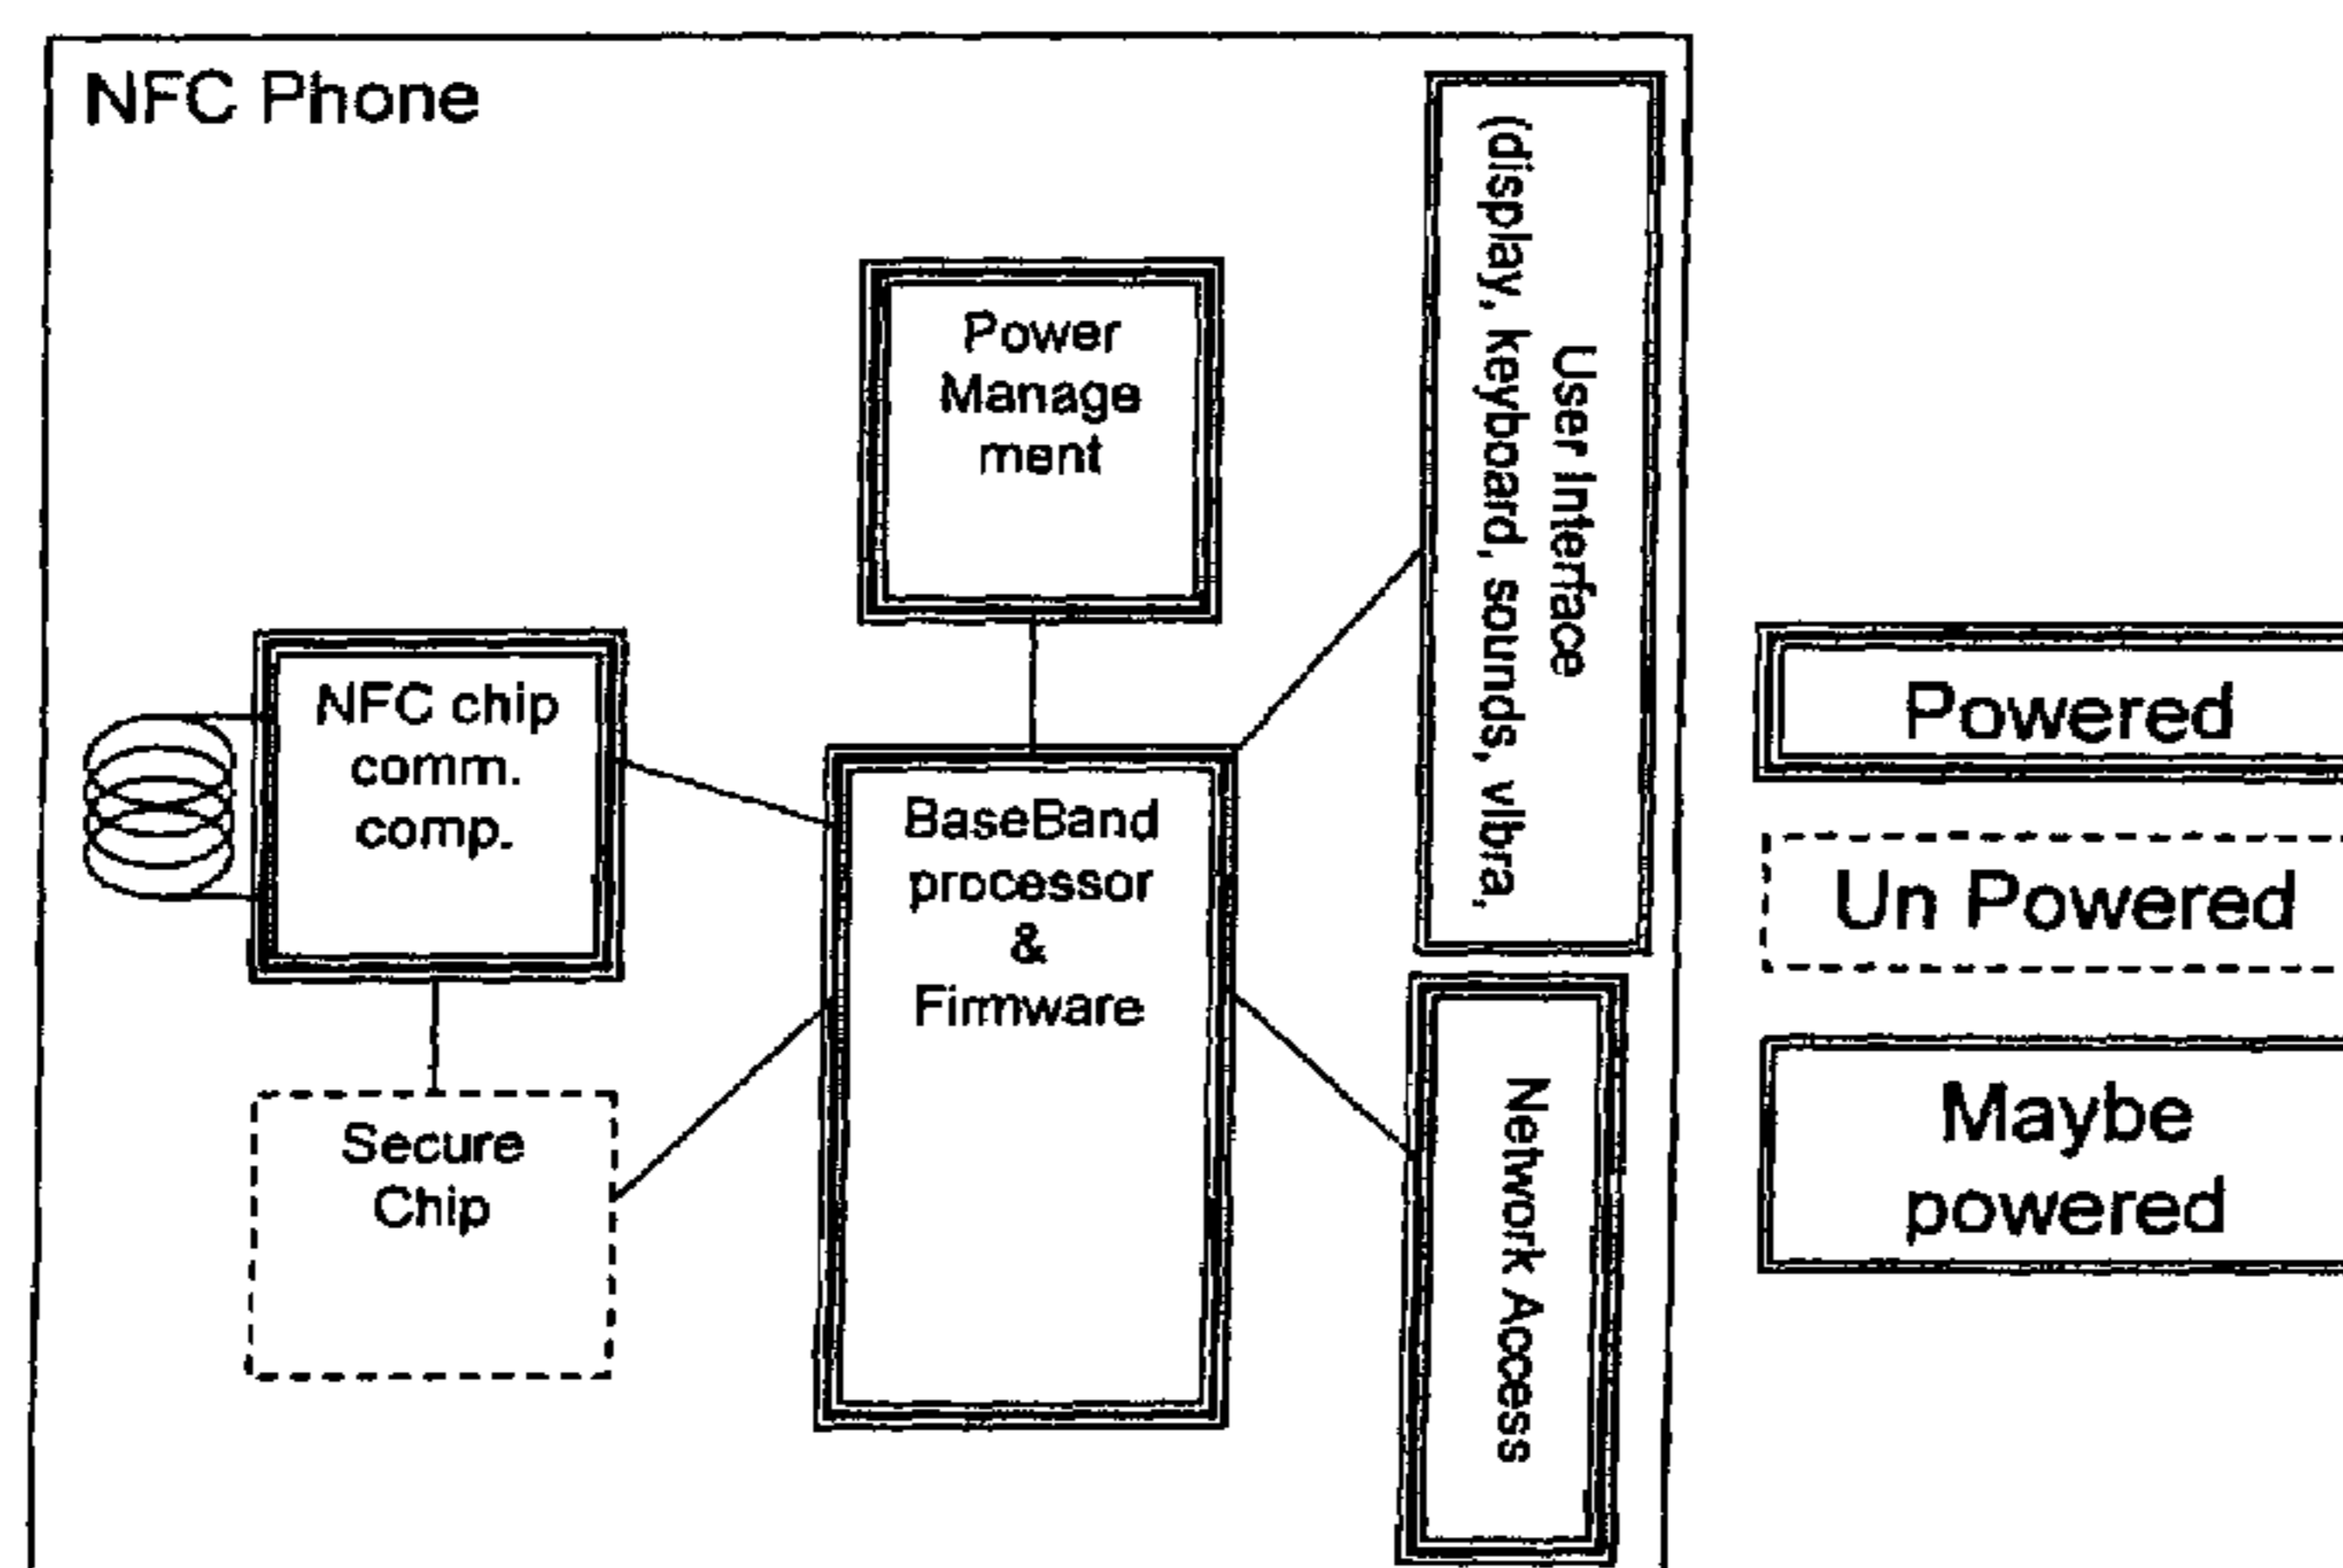 NFC Phone
Power
Manage
ment
User Interface
(display, keyboard, sounds, vibra,
NFC chip
comm.
comp.
BaseBand
processor
&
Firmware
Secure
Chip
Network Access
Powered
Un Powered
Maybe
powered